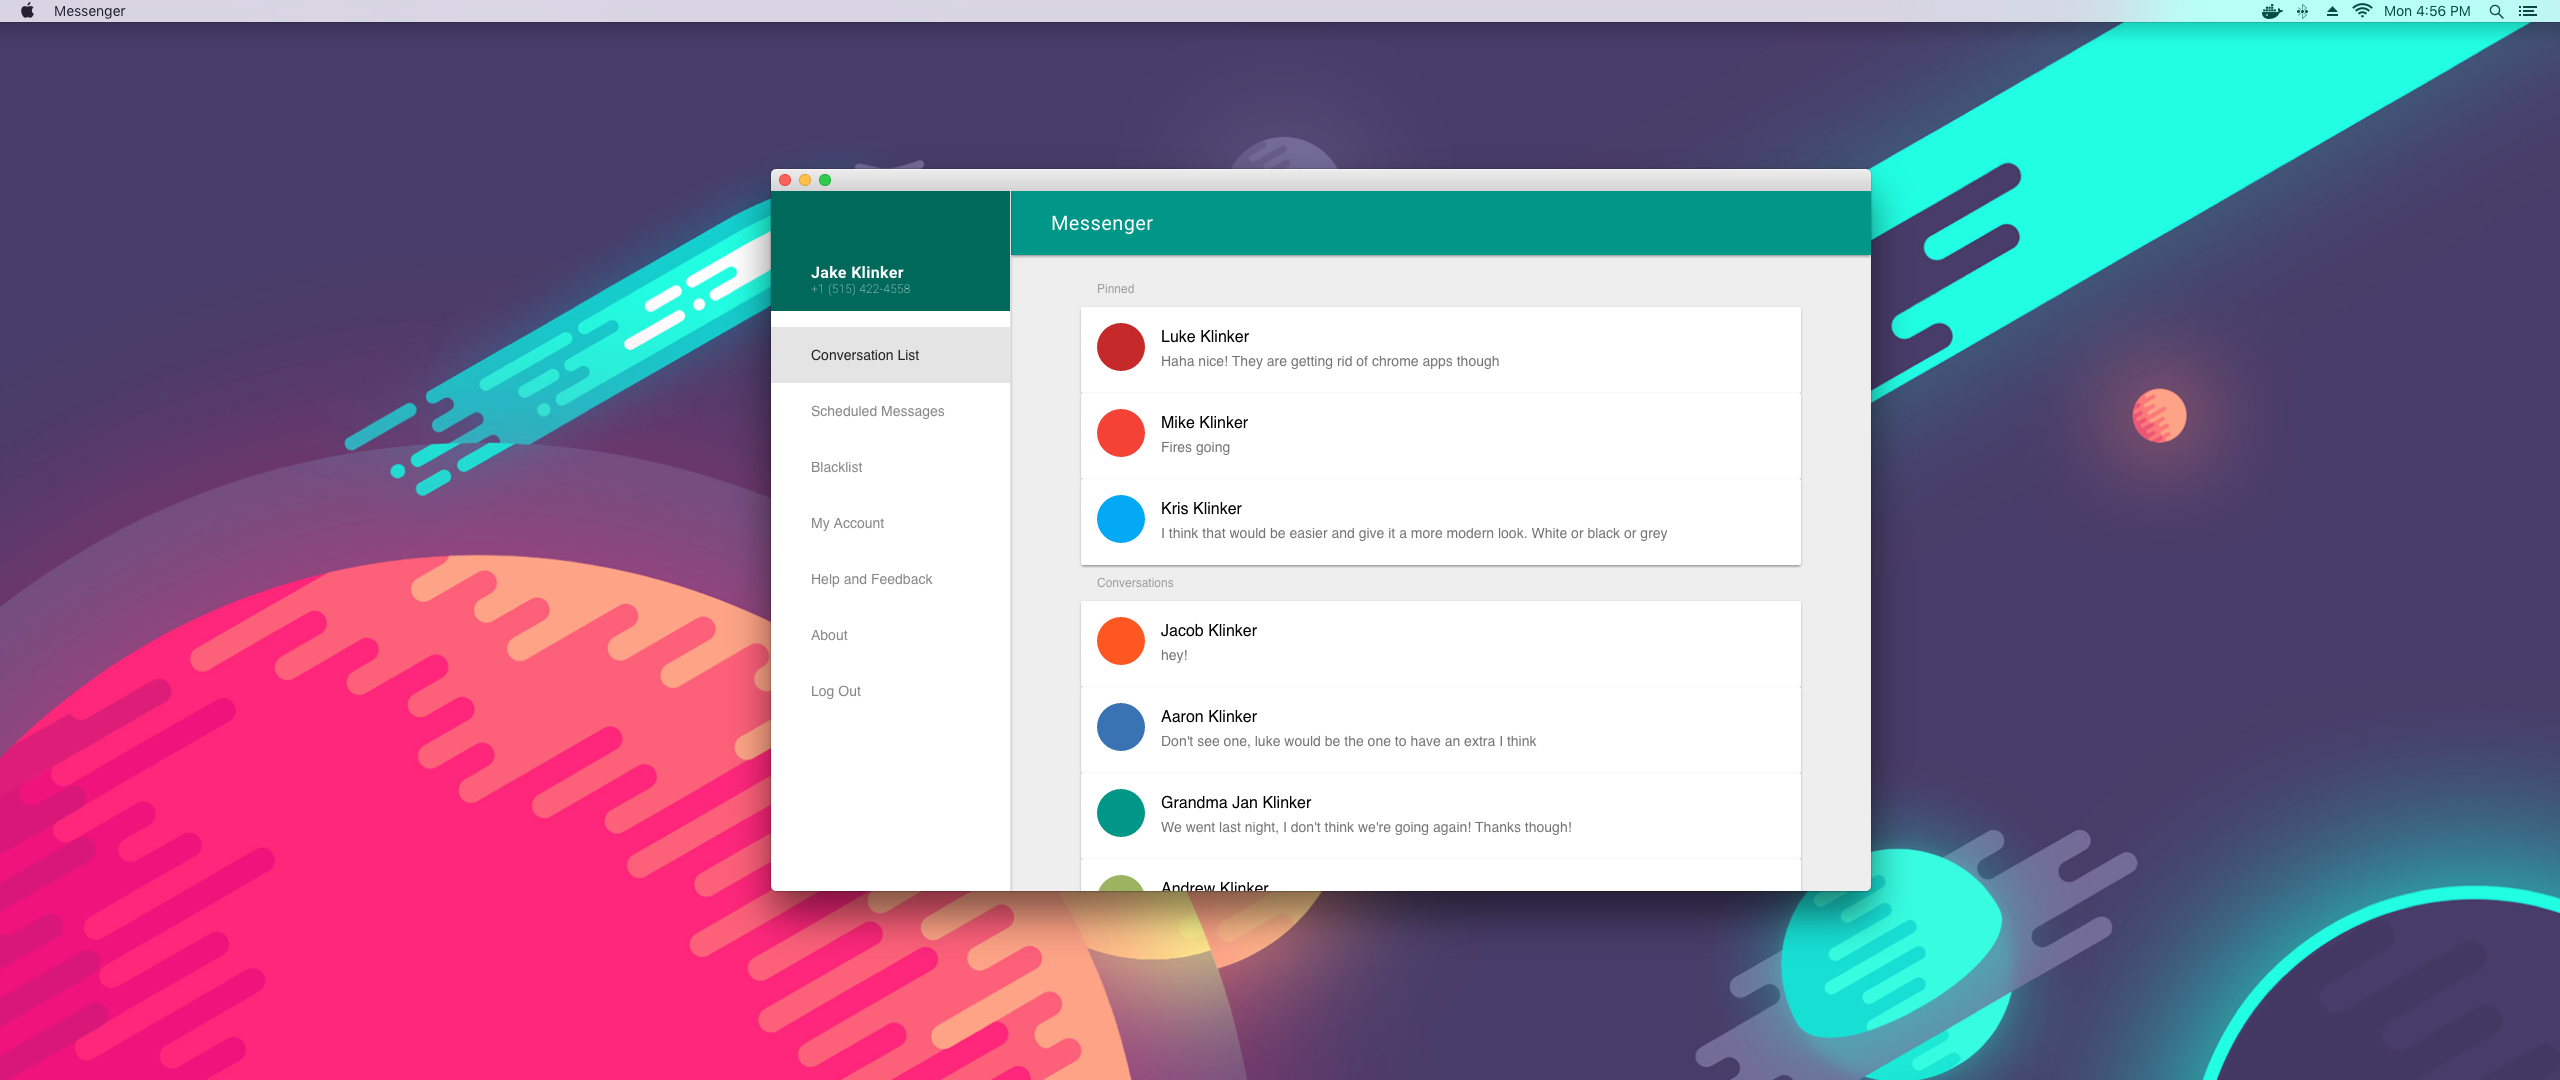 Messenger
Mon 4:56 PM
Messenger
Jake Klinker
+1 (515) 422-4558
Conversation List
Scheduled Messages
Blacklist
My Account
Help and Feedback
About
Log Out
Pinned
Luke Klinker
Haha nice! They are getting rid of chrome apps though
Mike Klinker
Fires going
Kris Klinker
I think that would be easier and give it a more modern look. White or black or grey
Conversations
Jacob Klinker
hey!
Aaron Klinker
Don't see one, luke would be the one to have an extra I think
Grandma Jan Klinker
We went last night, I don't think we're going again! Thanks though!
Andrew Klinker